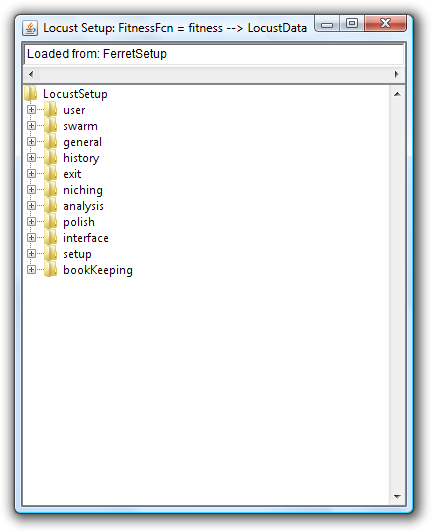 Locust Setup: FitnessFcn = fitness --> LocustData
Loaded from: FerretSetup
LocustSetup
user
swarm
general
history
exit
niching
analysis
polish
interface
setup
bookKeeping